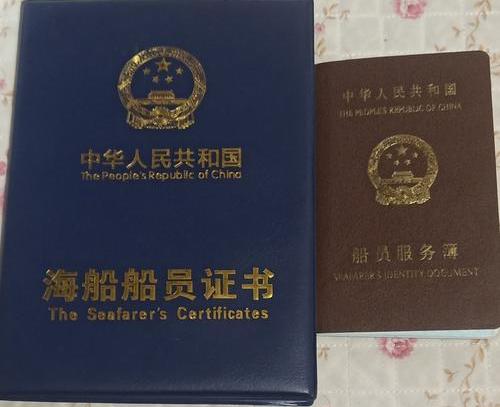 中华人民共和国
The People's Republic of China
海船船员证书
The Seafarer's Certificates
中华人民共和国
THE PEOPLE'S REPUBLIC OF CHINA
船员服务簿
SEAFARER'S IDENTITY DOCUMENT